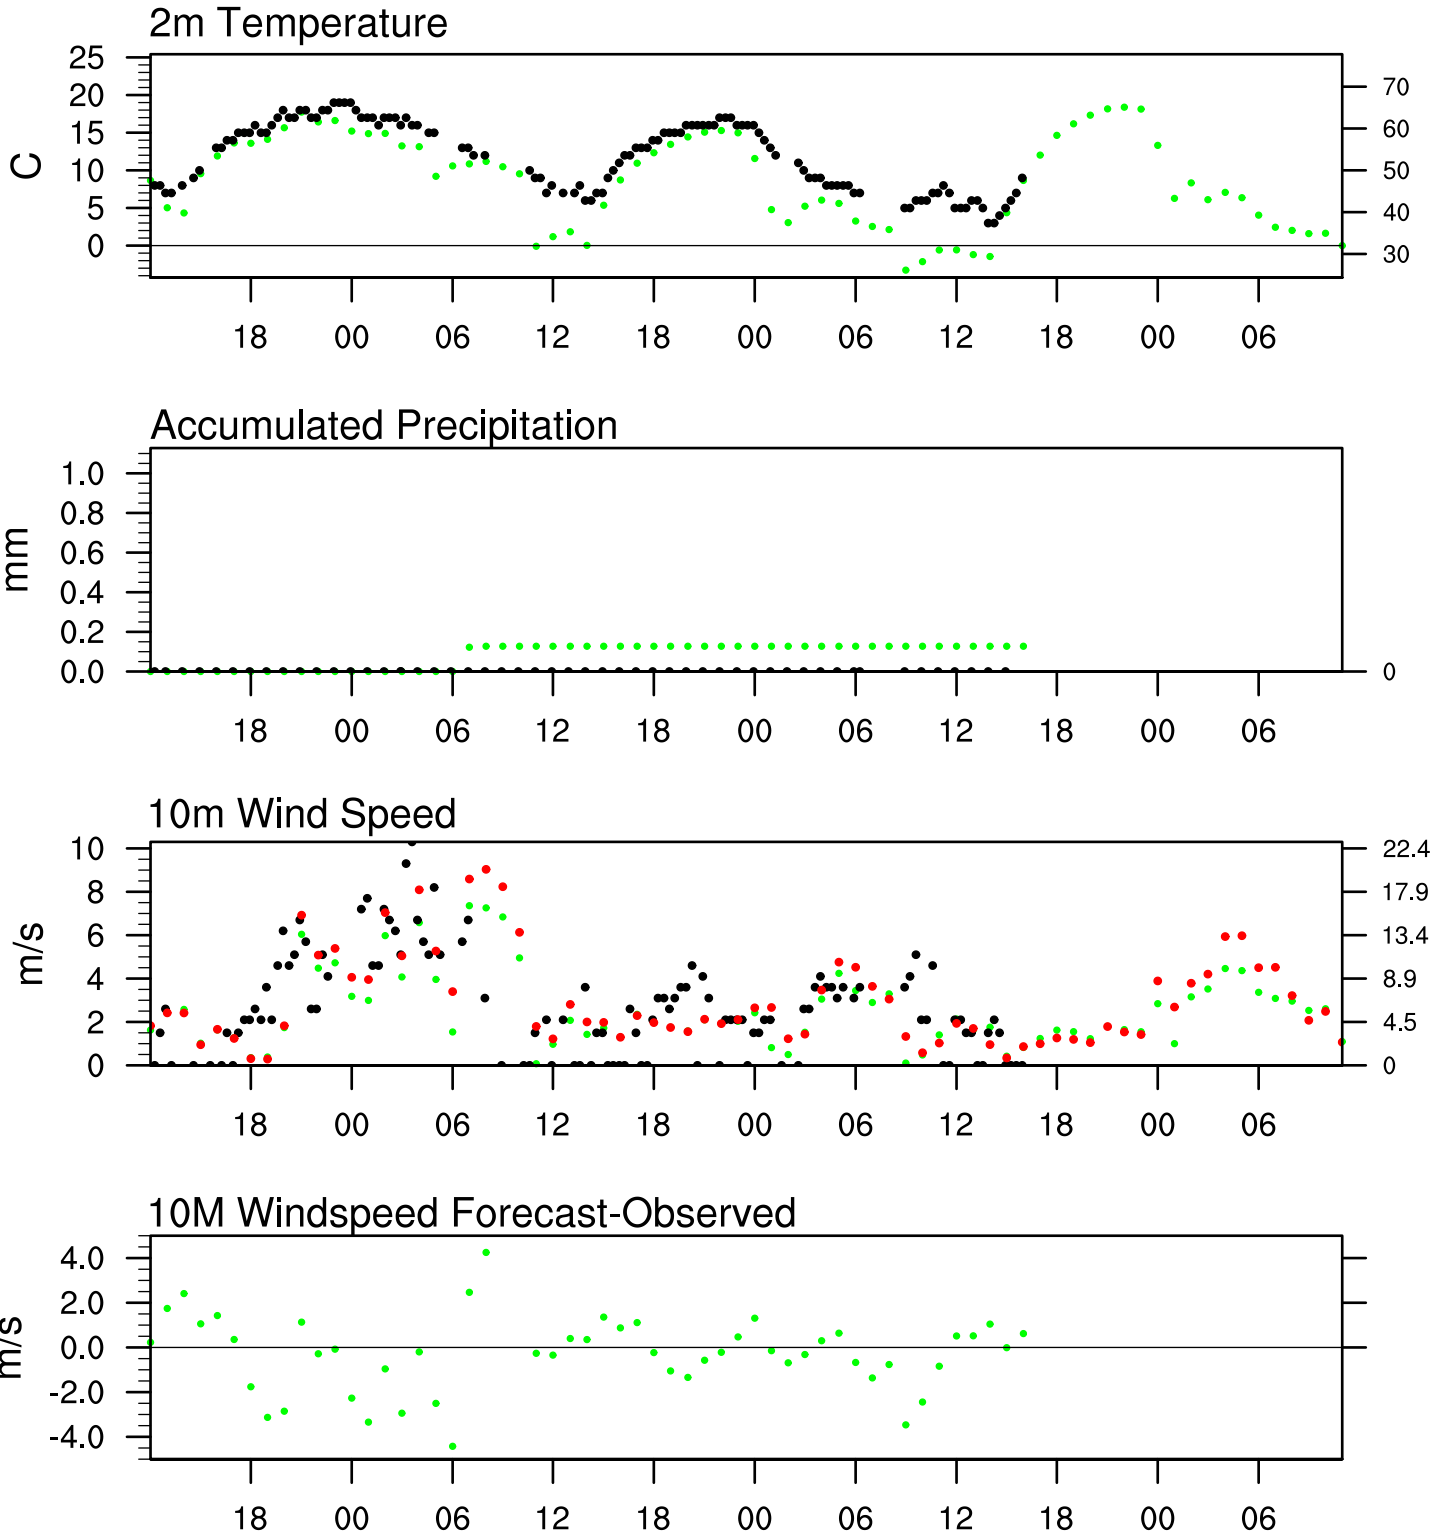 2m Temperature
25
20
15
10
5
0
C
70
60
50
40
30
18 00 06 12 18 00 06 12 18 00 06
Accumulated Precipitation
1.0
0.8
0.6
0.4
0.2
0.0
mm
0
18 00 06 12 18 00 06 12 18 00 06
10m Wind Speed
10
8
6
4
2
0
m/s
22.4
17.9
13.4
8.9
4.5
0
18 00 06 12 18 00 06 12 18 00 06
10M Windspeed Forecast-Observed
4.0
2.0
0.0
-2.0
-4.0
m/s
18 00 06 12 18 00 06 12 18 00 06